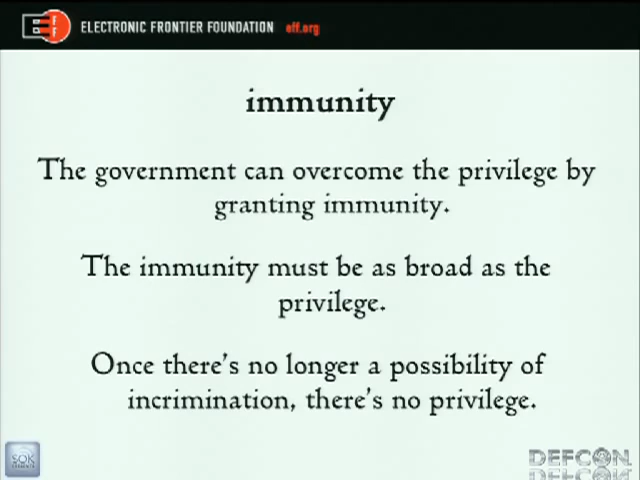 ELECTRONIC FRONTIER FOUNDATION eff.org
immunity
The government can overcome the privilege by
granting immunity.
The immunity must be as broad as the
privilege.
Once there's no longer a possibility of
incrimination, there's no privilege.
SOK
DEFCON